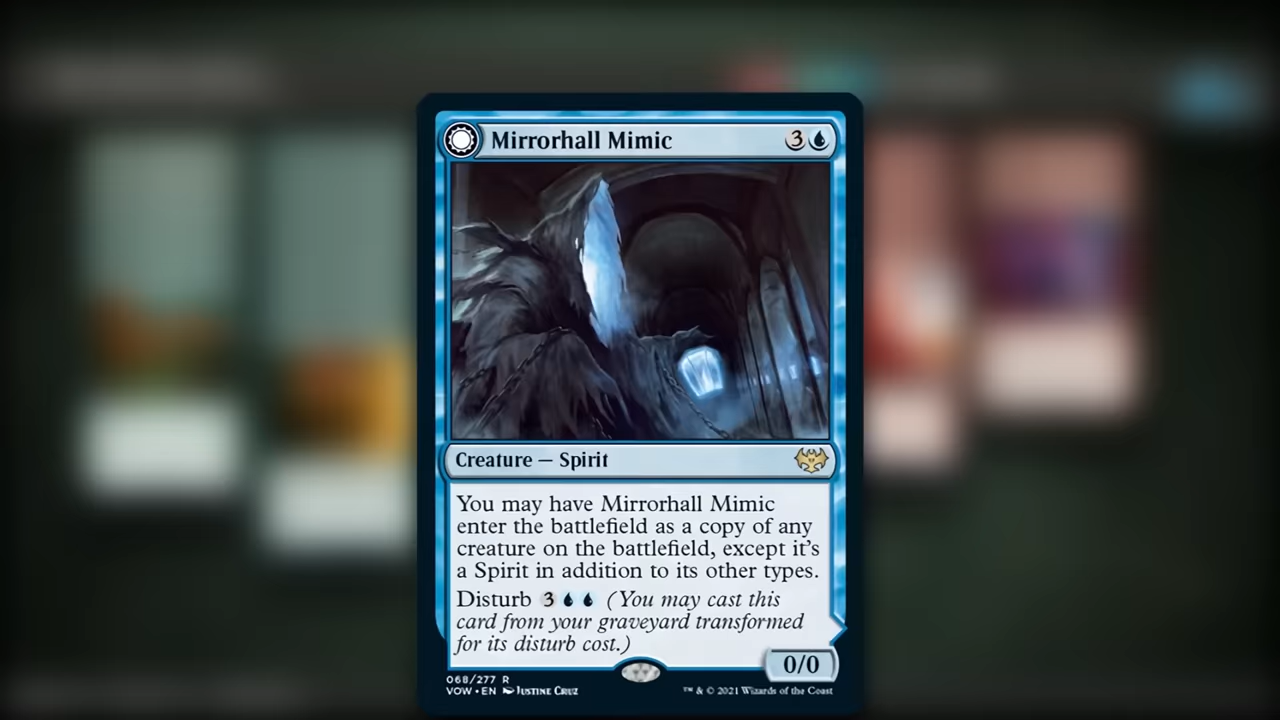 Mirrorhall Mimic 3
Creature — Spirit
You may have Mirrorhall Mimic
enter the battlefield as a copy of any
creature on the battlefield, except it's
a Spirit in addition to its other types.
Disturb 3 (You may cast this
card from your graveyard transformed
for its disturb cost.)
0/0
068/277 R
VOW • EN Justine Cruz
™ & © 2021 Wizards of the Coast